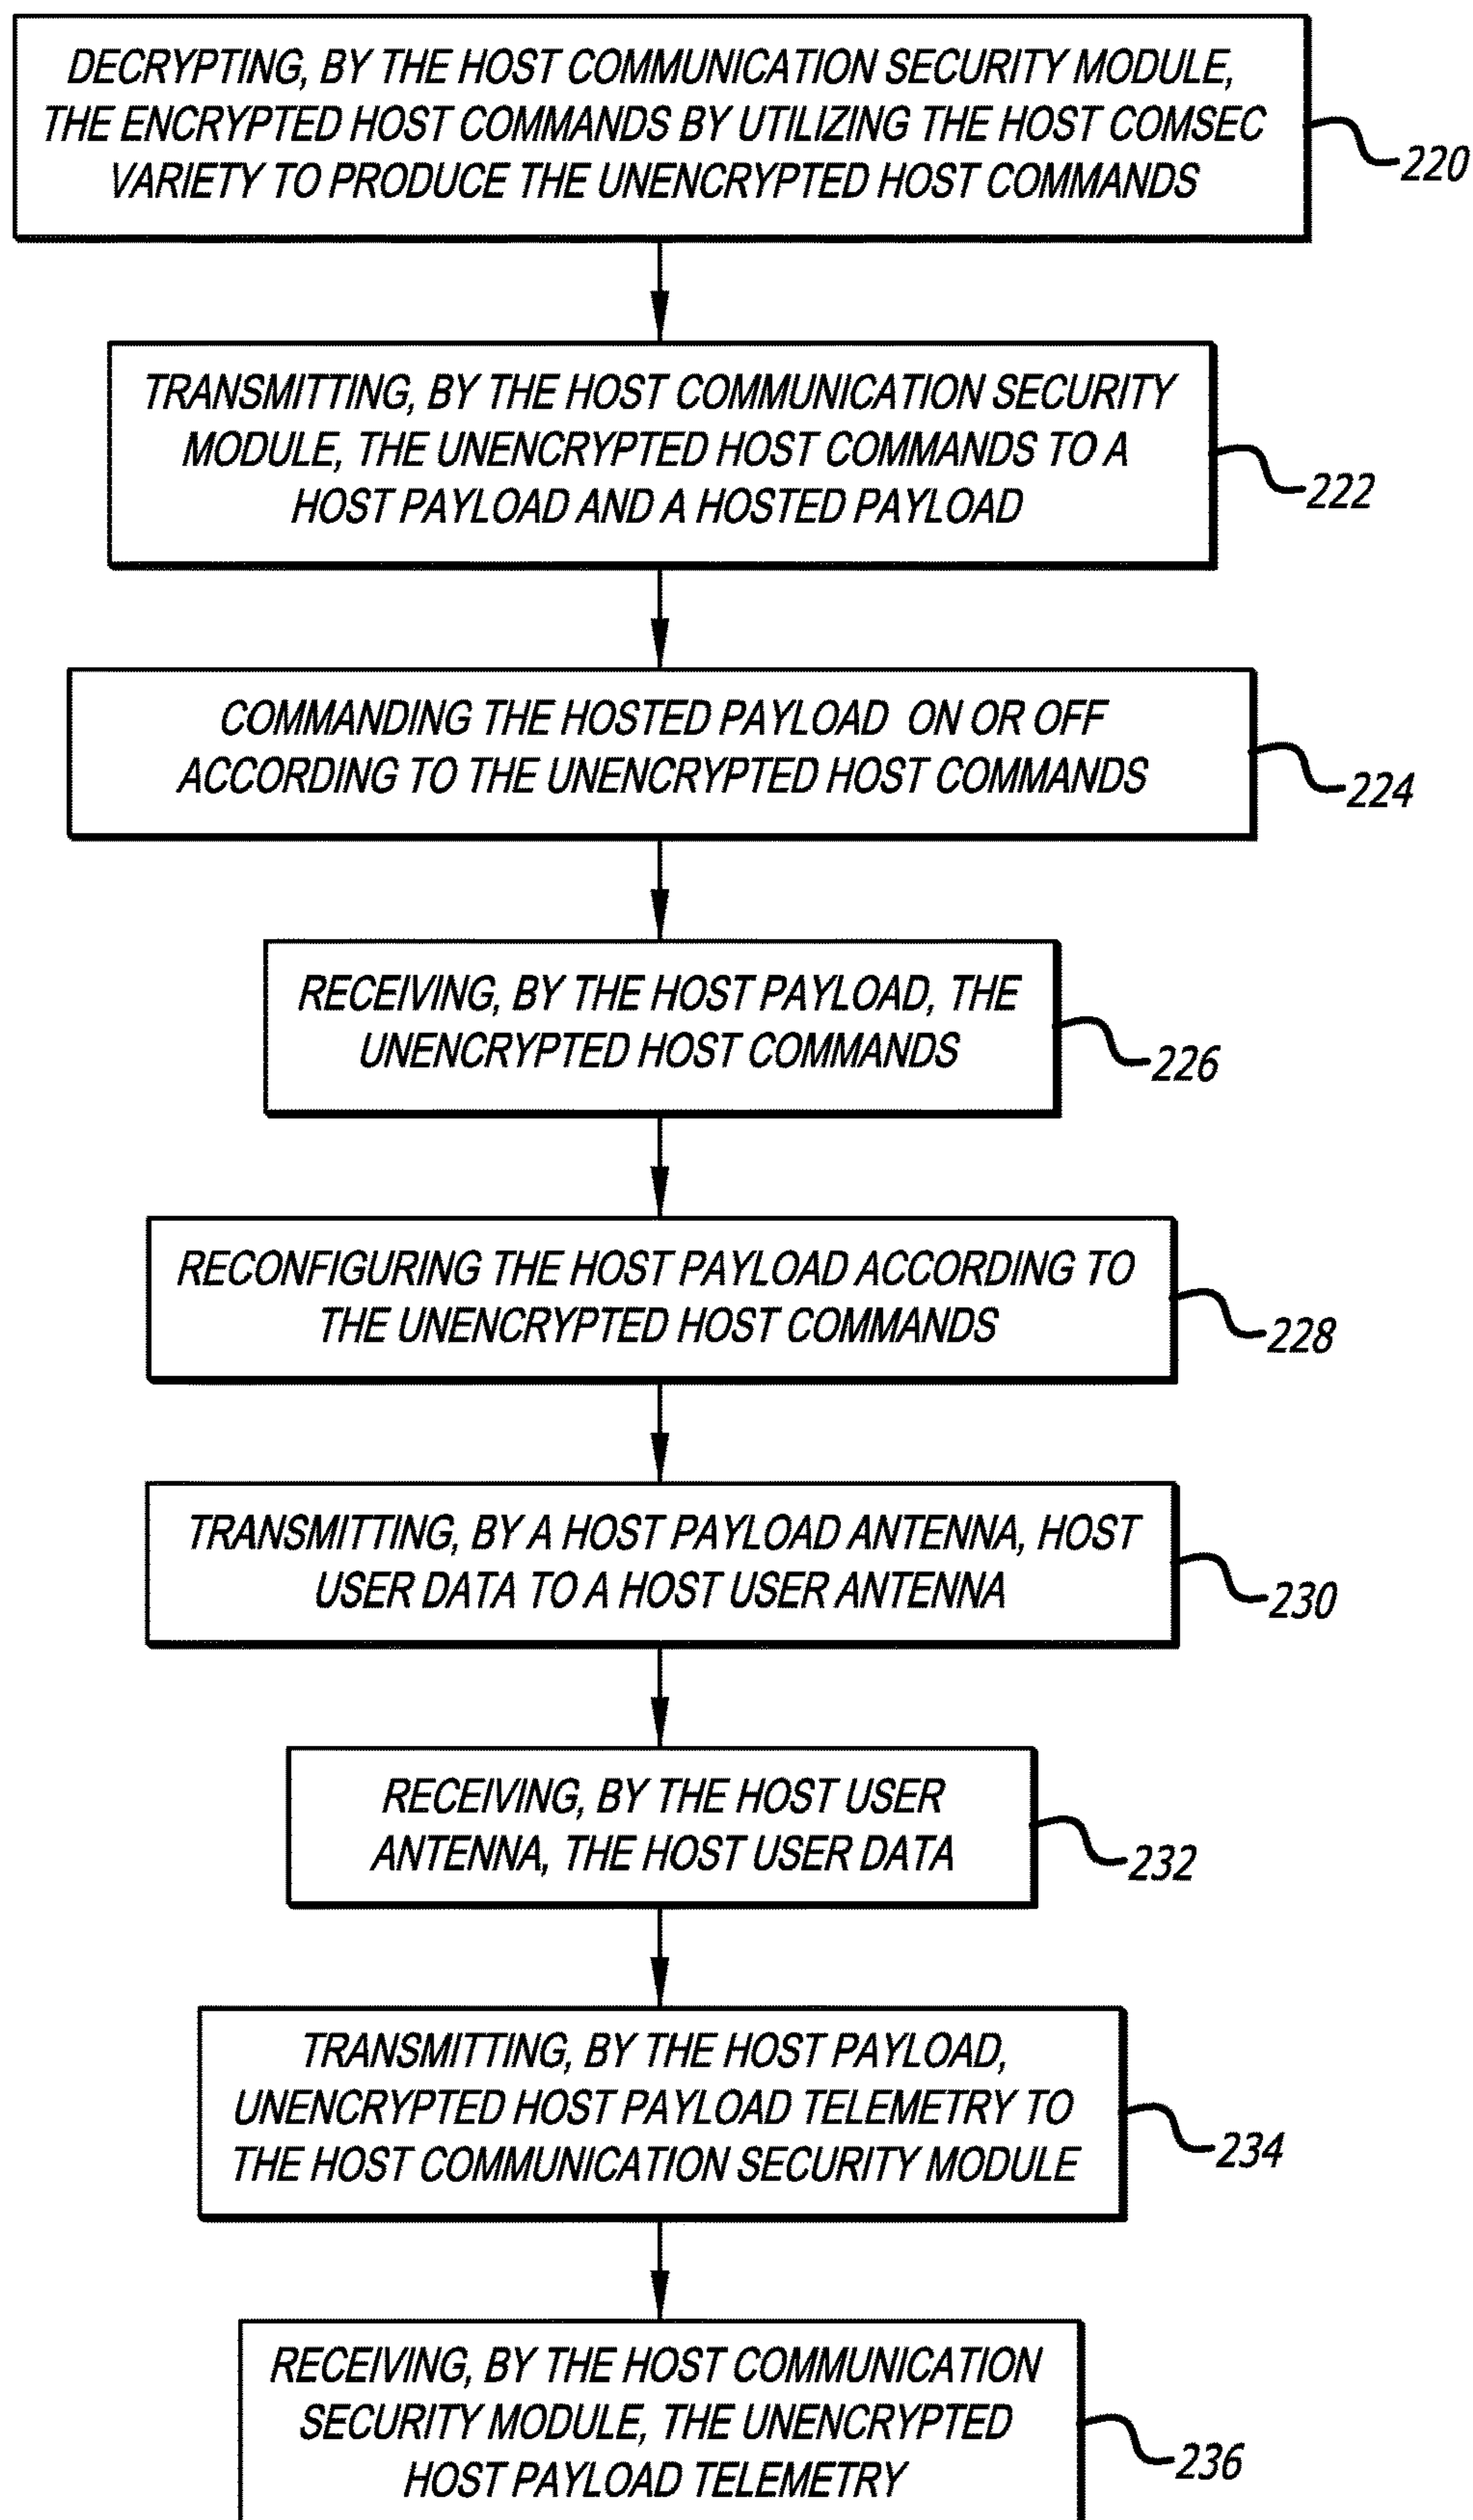 DECRYPTING, BY THE HOST COMMUNICATION SECURITY MODULE,
THE ENCRYPTED HOST COMMANDS BY UTILIZING THE HOST COMSEC
VARIETY TO PRODUCE THE UNENCRYPTED HOST COMMANDS
220
TRANSMITTING, BY THE HOST COMMUNICATION SECURITY
MODULE, THE UNENCRYPTED HOST COMMANDS TO A
HOST PAYLOAD AND A HOSTED PAYLOAD
222
COMMANDING THE HOSTED PAYLOAD ON OR OFF
ACCORDING TO THE UNENCRYPTED HOST COMMANDS
224
RECEIVING, BY THE HOST PAYLOAD, THE
UNENCRYPTED HOST COMMANDS
226
RECONFIGURING THE HOST PAYLOAD ACCORDING TO
THE UNENCRYPTED HOST COMMANDS
228
TRANSMITTING, BY A HOST PAYLOAD ANTENNA, HOST
USER DATA TO A HOST USER ANTENNA
230
RECEIVING, BY THE HOST USER
ANTENNA, THE HOST USER DATA
232
TRANSMITTING, BY THE HOST PAYLOAD,
UNENCRYPTED HOST PAYLOAD TELEMETRY TO
THE HOST COMMUNICATION SECURITY MODULE
234
RECEIVING, BY THE HOST COMMUNICATION
SECURITY MODULE, THE UNENCRYPTED
HOST PAYLOAD TELEMETRY
236